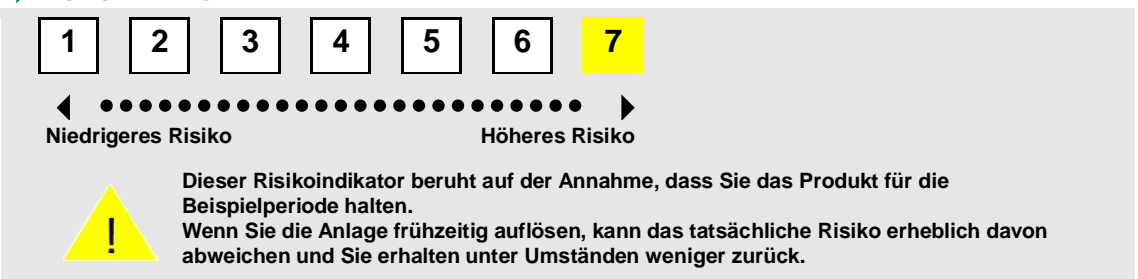 1 2 3 4 5 6 7
Niedrigeres Risiko Höheres Risiko
Dieser Risikoindikator beruht auf der Annahme, dass Sie das Produkt für die
Beispielperiode halten.
Wenn Sie die Anlage frühzeitig auflösen, kann das tatsächliche Risiko erheblich davon
abweichen und Sie erhalten unter Umständen weniger zurück.
!